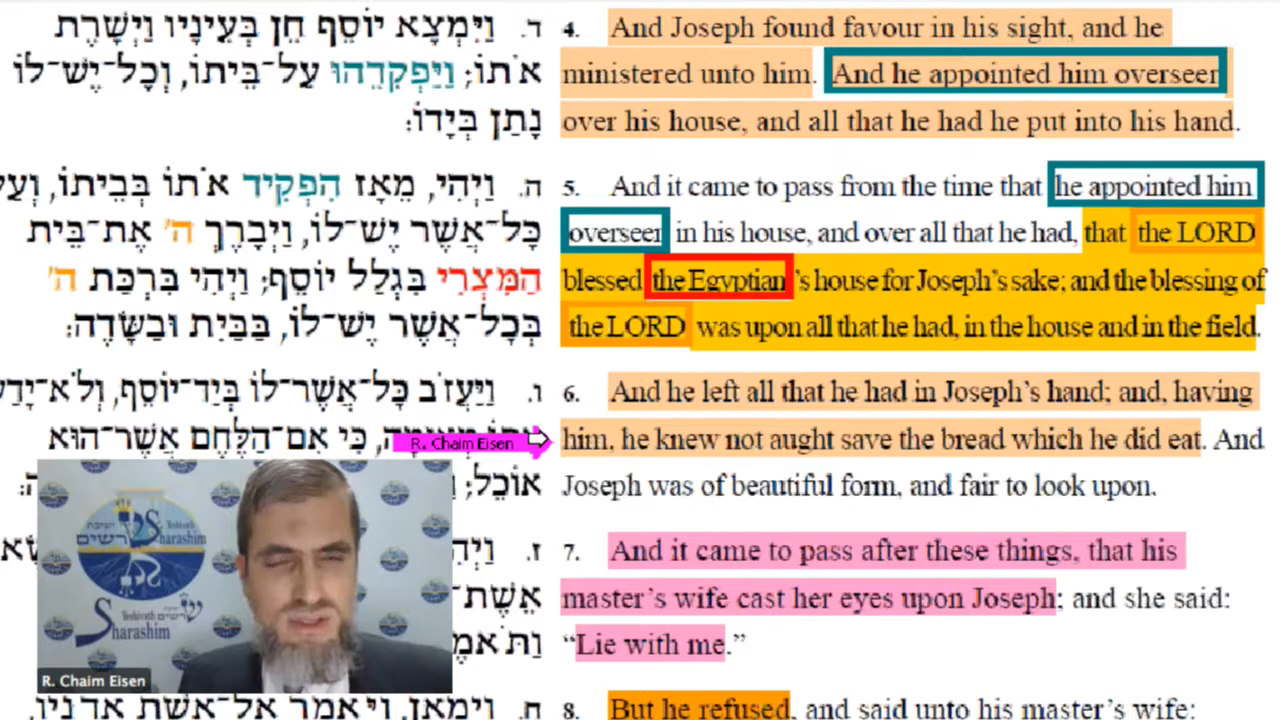 ד. וַיִּמְצָא יוֹסֵף חֵן בְּעֵינָיו וַיְשָׁרֶת
אֹתוֹ; וַיַּפְקִדֵהוּ עַל־בֵּיתוֹ, וְכָל־יֶשׁ־לוֹ
נָתַן בְּיָדוֹ:
4. And Joseph found favour in his sight, and he
ministered unto him. And he appointed him overseer
over his house, and all that he had he put into his hand.
ה. וַיְהִי, מֵאָז הִפְקִיד אֹתוֹ בְּבֵיתוֹ, וְעַל
כָּל־אֲשֶׁר יֶשׁ־לוֹ, וַיְבָרֶךְ ה' אֶת־בֵּית
הַמִּצְרִי בִּגְלַל יוֹסֵף; וַיְהִי בִּרְכַּת ה'
בְּכָל־אֲשֶׁר יֶשׁ־לוֹ, בַּבַּיִת וּבַשָּׂדֶה:
5. And it came to pass from the time that he appointed him
overseer in his house, and over all that he had, that the LORD
blessed the Egyptian's house for Joseph's sake; and the blessing of
the LORD was upon all that he had, in the house and in the field.
ו. וַיַּעֲזֹב כָּל־אֲשֶׁר־לוֹ בְּיַד־יוֹסֵף, וְלֹא־יָדַ
כִּי אִם־הַלֶּחֶם אֲשֶׁר־הוּא
אוֹכֵל;
6. And he left all that he had in Joseph's hand; and, having
him, he knew not aught save the bread which he did eat. And
Joseph was of beautiful form, and fair to look upon.
R. Chaim Eisen
ז.
אֵשֶׁת־
7. And it came to pass after these things, that his
master's wife cast her eyes upon Joseph; and she said:
"Lie with me."
ח. וַיְמָאֵן, וַיֹּאמֶר אֶל־אֵשֶׁת אֲדֹנָיו,
8. But he refused, and said unto his master's wife:
ישיבת שרשים
Yeshivath Sharashim
Yeshivath ישיבת שרשים
Sharashim
R. Chaim Eisen